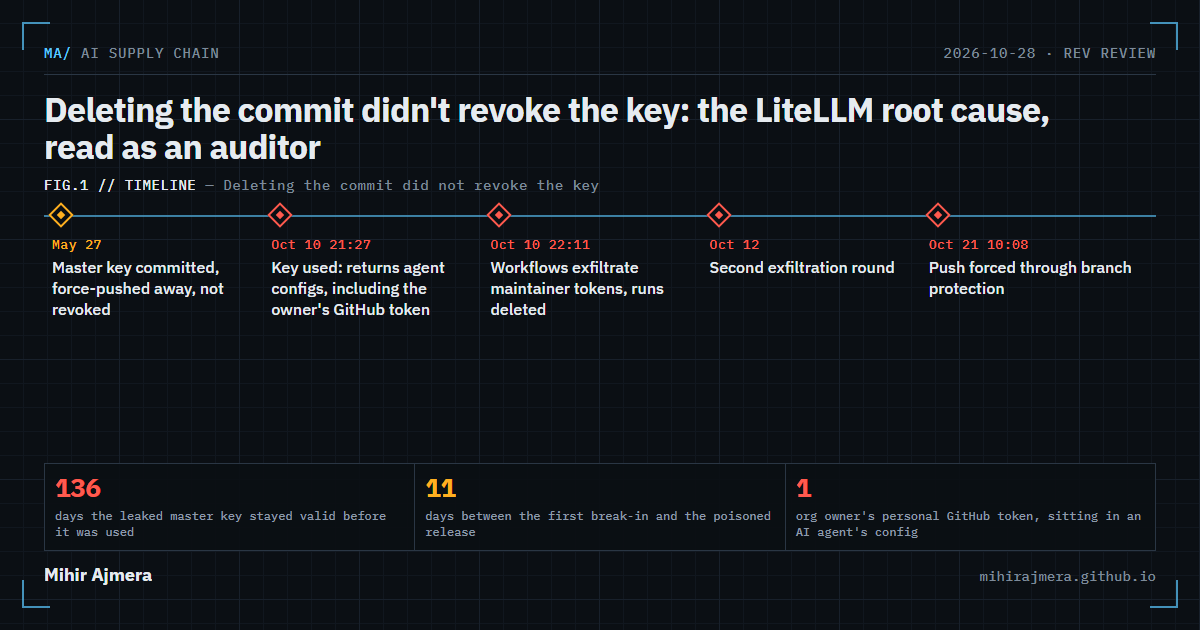 MA/ AI SUPPLY CHAIN
2026-10-28 · REV REVIEW
Deleting the commit didn't revoke the key: the LiteLLM root cause,
read as an auditor
FIG.1 // TIMELINE — Deleting the commit did not revoke the key
May 27
Master key committed,
force-pushed away, not
revoked
Oct 10 21:27
Key used: returns agent
configs, including the
owner's GitHub token
Oct 10 22:11
Workflows exfiltrate
maintainer tokens, runs
deleted
Oct 12
Second exfiltration round
Oct 21 10:08
Push forced through branch
protection
136
days the leaked master key stayed valid before
it was used
11
days between the first break-in and the poisoned
release
1
org owner's personal GitHub token, sitting in an
AI agent's config
Mihir Ajmera
mihirajmera.github.io